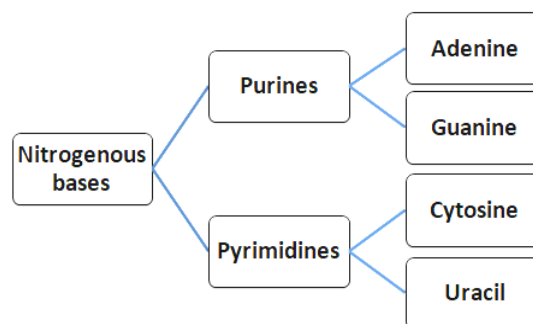 Adenine
Purines
Guanine
Nitrogenous
bases
Cytosine
Pyrimidines
Uracil